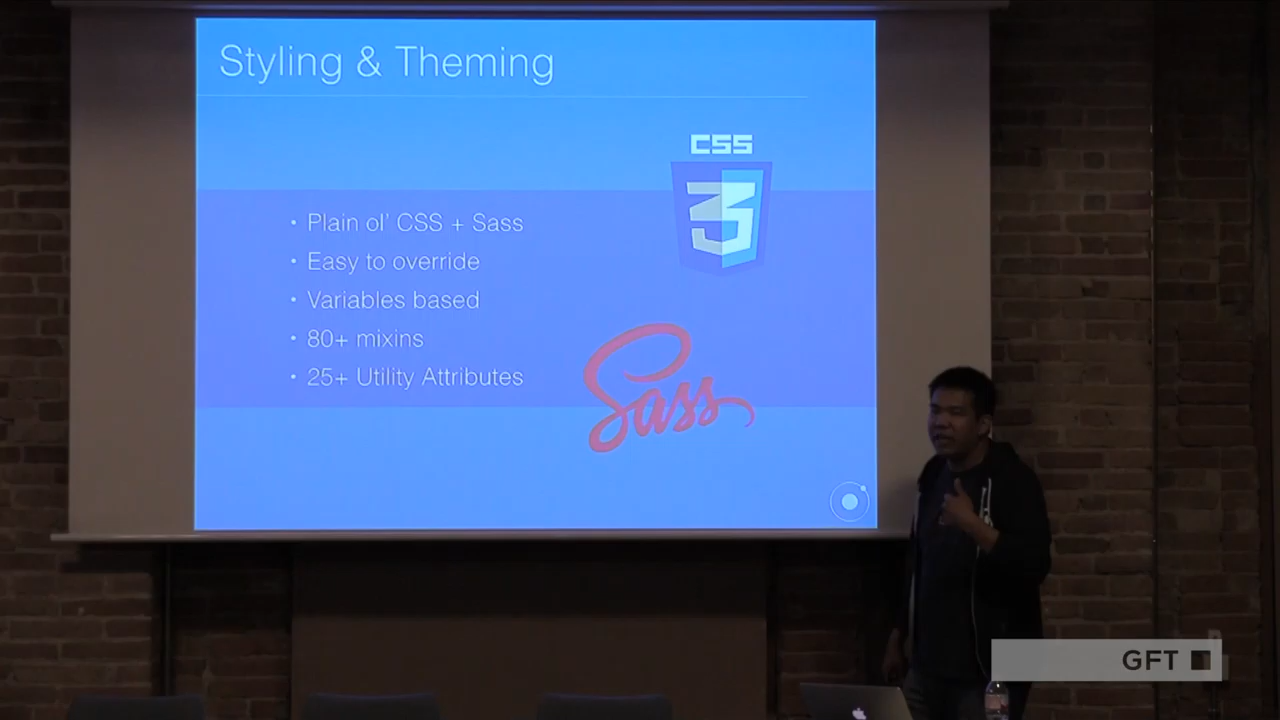 Styling & Theming
CSS
3
• Plain ol' CSS + Sass
• Easy to override
• Variables based
• 80+ mixins
• 25+ Utility Attributes
Sass
GFT